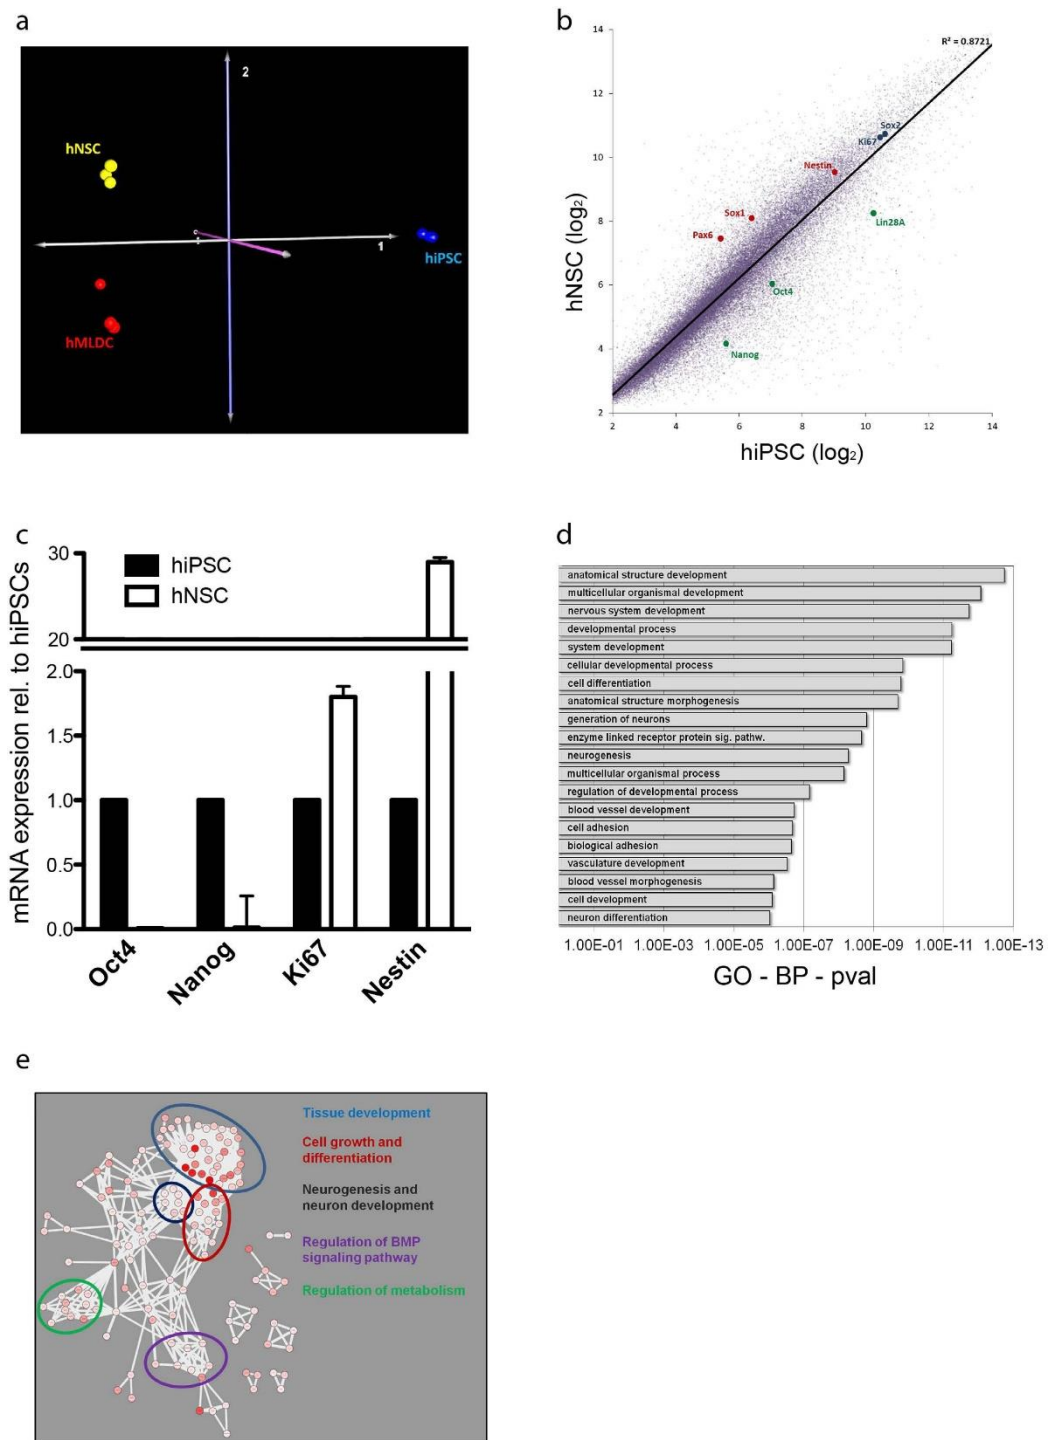 a
2
hNSC
1
hiPSC
hMLDC
b
14
12
10
8
6
4
2
R² = 0.8721
Sox2
Ki67
Nestin
Lin28A
Sox1
Pax6
Oct4
Nanog
2 4 6 8 10 12 14
hNSC (log₂)
hiPSC (log₂)
c
30
20
2.0
1.5
1.0
0.5
0.0
hiPSC
hNSC
mRNA expression rel. to hiPSCs
Oct4
Nanog
Ki67
Nestin
d
anatomical structure development
multicellular organismal development
nervous system development
developmental process
system development
cellular developmental process
cell differentiation
anatomical structure morphogenesis
generation of neurons
enzyme linked receptor protein sig. pathw.
neurogenesis
multicellular organismal process
regulation of developmental process
blood vessel development
cell adhesion
biological adhesion
vasculature development
blood vessel morphogenesis
cell development
neuron differentiation
1.00E-01 1.00E-03 1.00E-05 1.00E-07 1.00E-09 1.00E-11 1.00E-13
GO - BP - pval
e
Tissue development
Cell growth and
differentiation
Neurogenesis and
neuron development
Regulation of BMP
signaling pathway
Regulation of metabolism